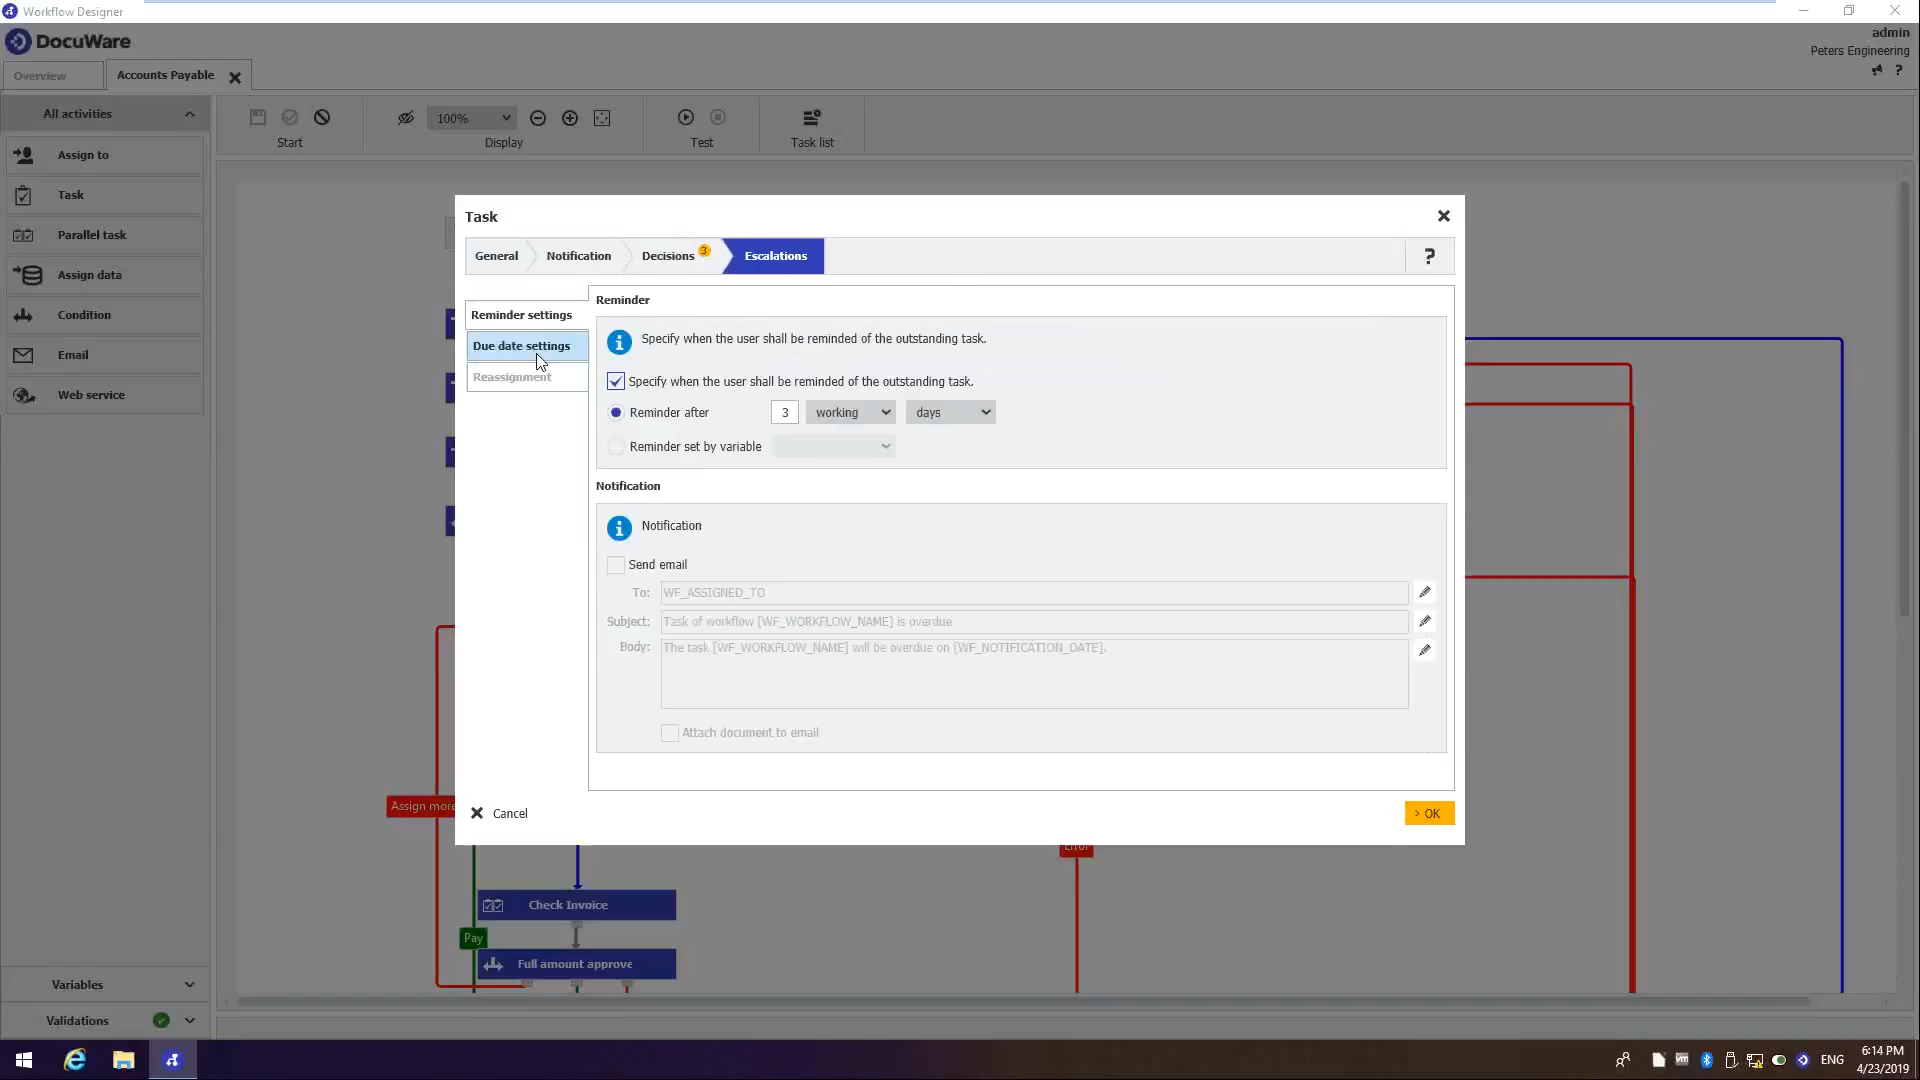 Workflow Designer
DocuWare
admin
Peters Engineering
Overview
Accounts Payable
?
All activities
100%
Start
Display
Test
Task list
Assign to
Task
Parallel task
Assign data
Condition
Email
Web service
Task
General
Notification
Decisions 3
Escalations
?
Reminder settings
Due date settings
Reassignment
Reminder
Specify when the user shall be reminded of the outstanding task.
Specify when the user shall be reminded of the outstanding task.
Reminder after 3 working days
Reminder set by variable
Notification
Notification
Send email
To: WF_ASSIGNED_TO
Subject: Task of workflow [WF_WORKFLOW_NAME] is overdue
Body: The task [WF_WORKFLOW_NAME] will be overdue on [WF_NOTIFICATION_DATE].
Attach document to email
Cancel
> OK
Assign more
Error
Check Invoice
Pay
Full amount approve
Variables
Validations
ENG
6:14 PM
4/23/2019